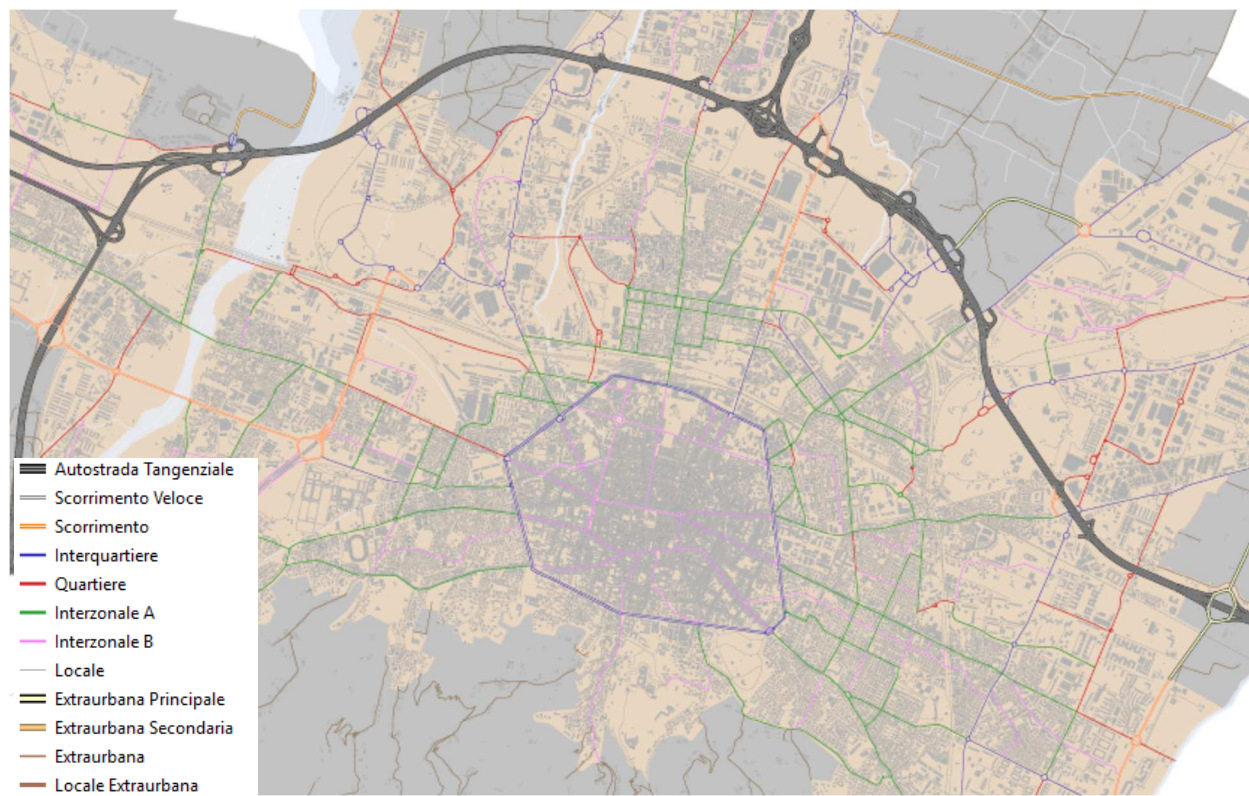 Autostrada Tangenziale
Scorrimento Veloce
Scorrimento
Interquartiere
Quartiere
Interzonale A
Interzonale B
Locale
Extraurbana Principale
Extraurbana Secondaria
Extraurbana
Locale Extraurbana